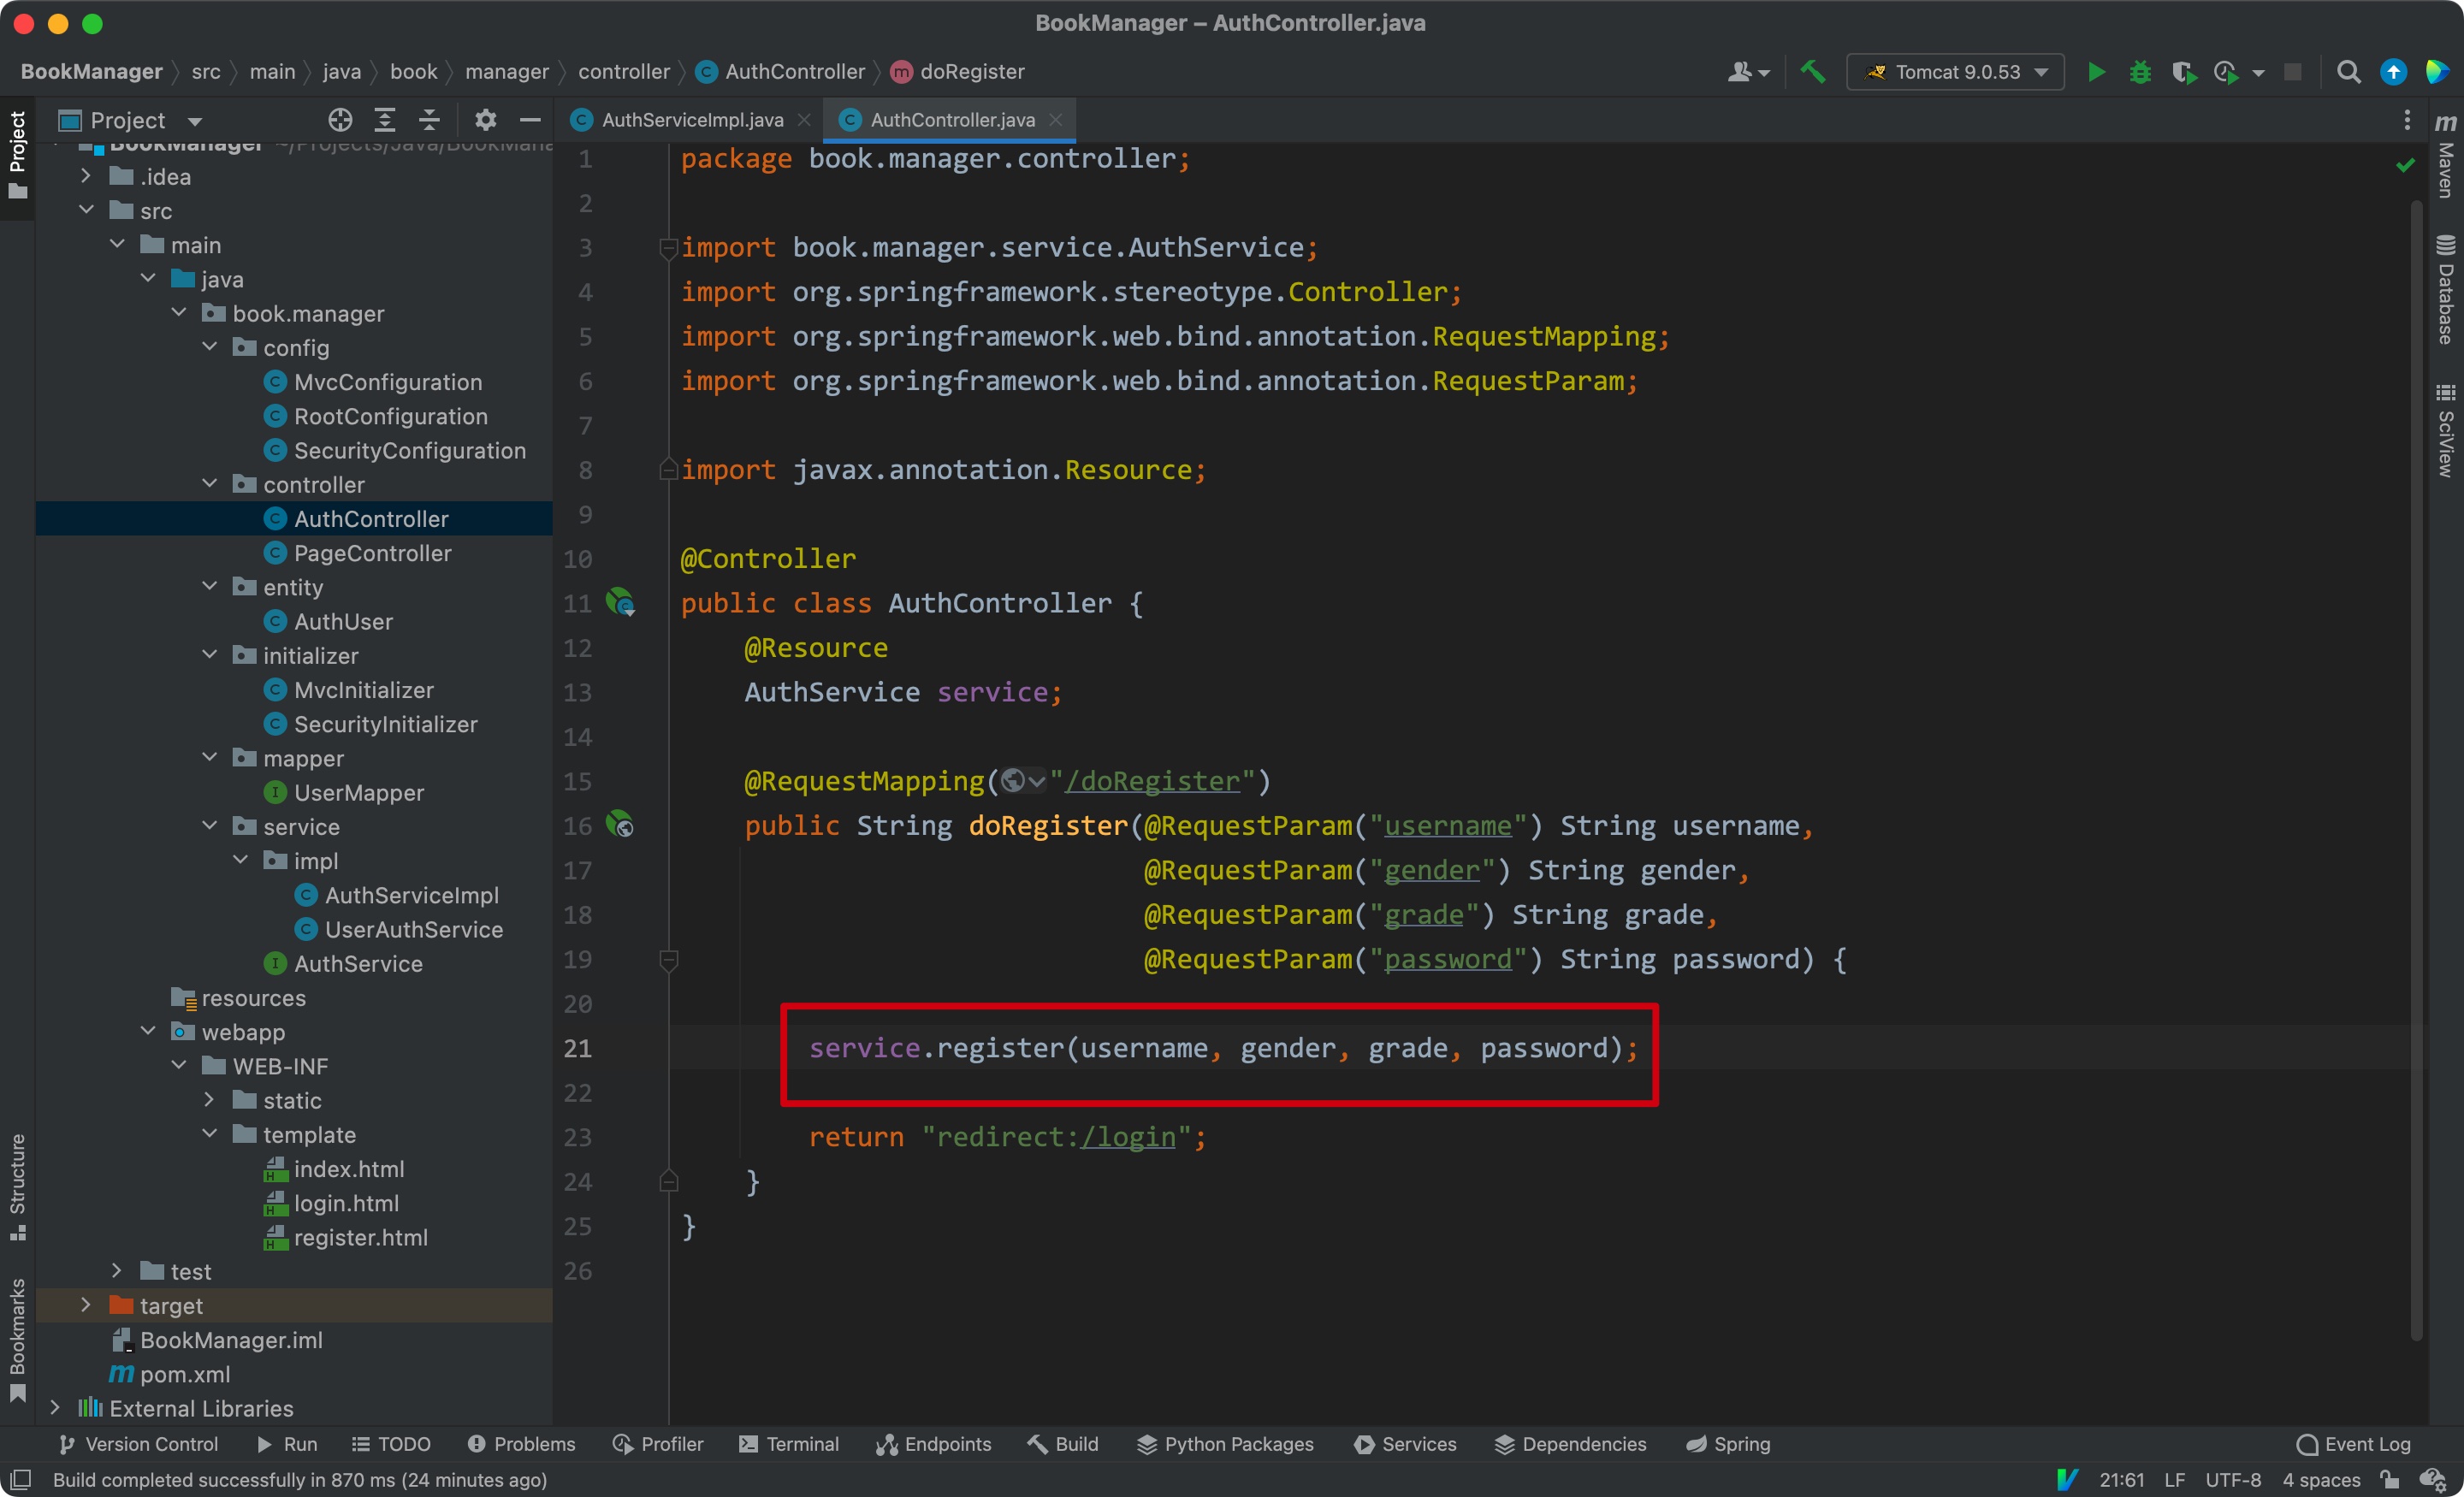 BookManager – AuthController.java
BookManager src main java book manager controller AuthController doRegister
Tomcat 9.0.53
Project
Project
AuthServiceImpl.java
AuthController.java
BookManager
.idea
src
main
java
book.manager
config
MvcConfiguration
RootConfiguration
SecurityConfiguration
controller
AuthController
PageController
entity
AuthUser
initializer
MvcInitializer
SecurityInitializer
mapper
UserMapper
service
impl
AuthServiceImpl
UserAuthService
AuthService
resources
webapp
WEB-INF
static
template
index.html
login.html
register.html
test
target
BookManager.iml
pom.xml
External Libraries
Structure
Bookmarks
1 package book.manager.controller;
2
3 import book.manager.service.AuthService;
4 import org.springframework.stereotype.Controller;
5 import org.springframework.web.bind.annotation.RequestMapping;
6 import org.springframework.web.bind.annotation.RequestParam;
7
8 import javax.annotation.Resource;
9
10 @Controller
11 public class AuthController {
12 @Resource
13 AuthService service;
14
15 @RequestMapping("/doRegister")
16 public String doRegister(@RequestParam("username") String username,
17 @RequestParam("gender") String gender,
18 @RequestParam("grade") String grade,
19 @RequestParam("password") String password) {
20
21 service.register(username, gender, grade, password);
22
23 return "redirect:/login";
24 }
25 }
26
Maven
Database
SciView
Version Control Run TODO Problems Profiler Terminal Endpoints Build Python Packages Services Dependencies Spring Event Log
Build completed successfully in 870 ms (24 minutes ago)
21:61 LF UTF-8 4 spaces